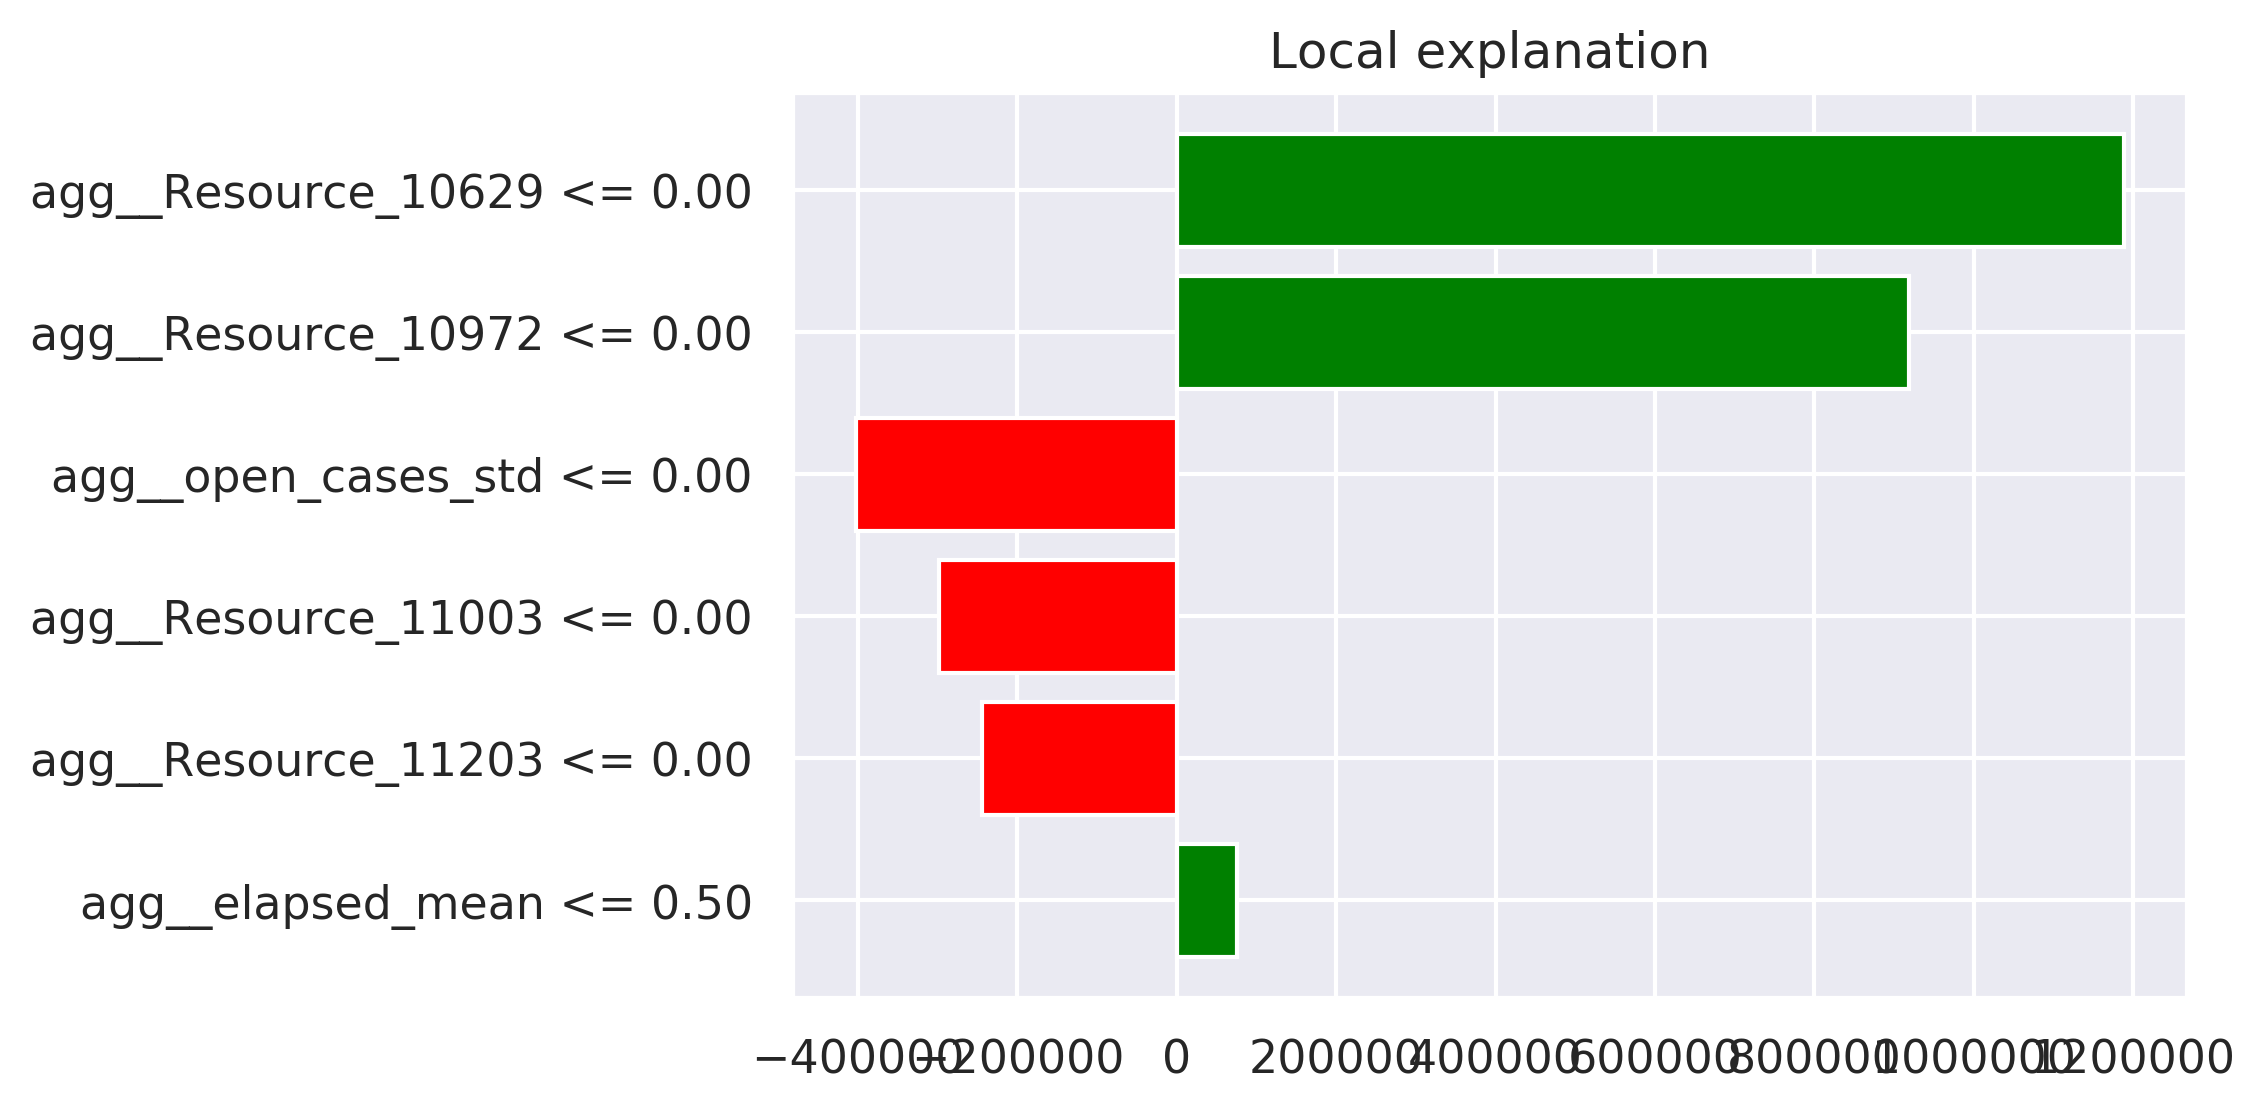 Local explanation
agg__Resource_10629 <= 0.00
agg__Resource_10972 <= 0.00
agg__open_cases_std <= 0.00
agg__Resource_11003 <= 0.00
agg__Resource_11203 <= 0.00
agg__elapsed_mean <= 0.50
−400000 −200000 0 200000 400000 600000 800000 1000000 1200000